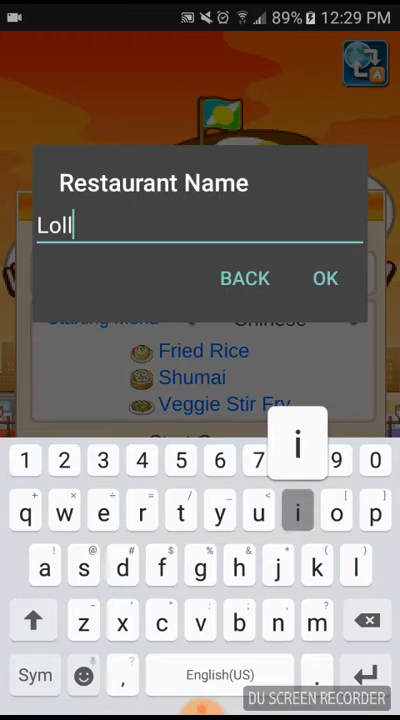 89% 12:29 PM
A
Restaurant Name
Loll
BACK OK
Starting Menu Chinese
Fried Rice
Shumai
Veggie Stir Fry
i
1 2 3 4 5 6 7 9 0
q w e r t y u i o p
a s d f g h j k l
z x c v b n m
Sym , English(US) .
DU SCREEN RECORDER